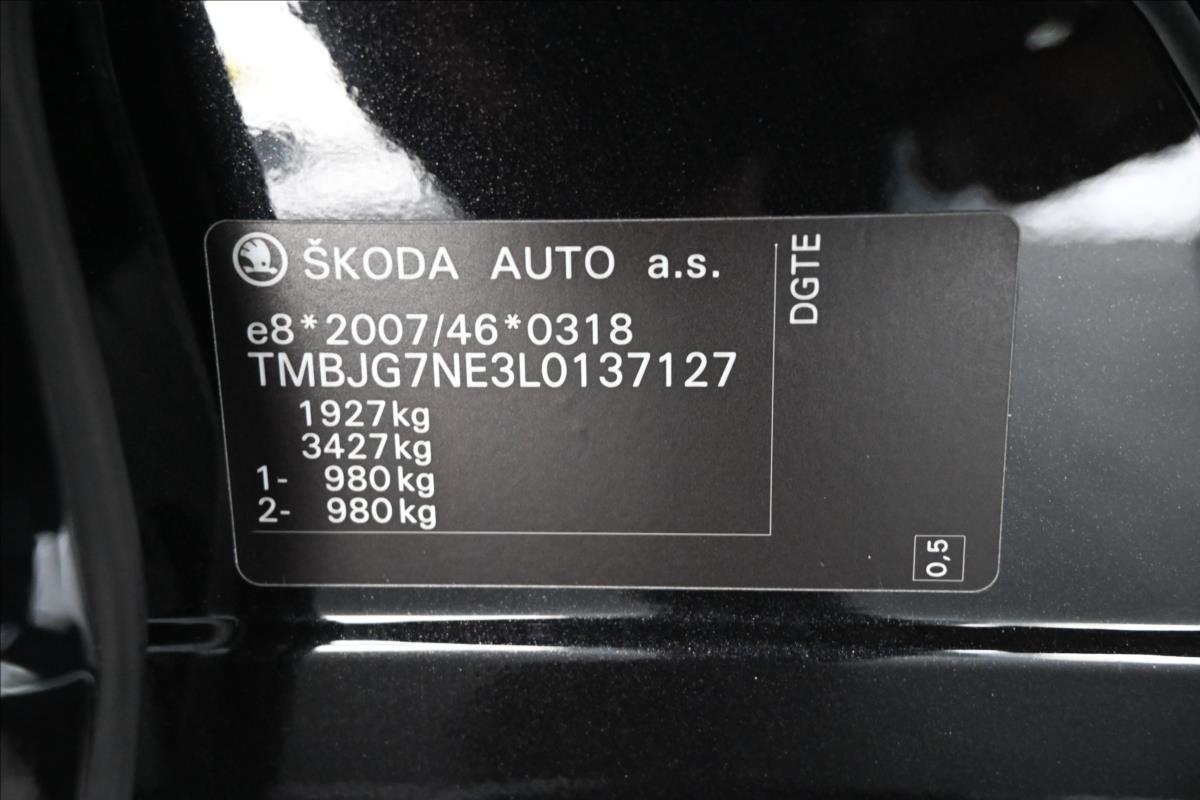 ŠKODA AUTO a.s.
e8*2007/46*0318
TMBJG7NE3L0137127
1927kg
3427kg
1- 980kg
2- 980kg
DGTE
0,5